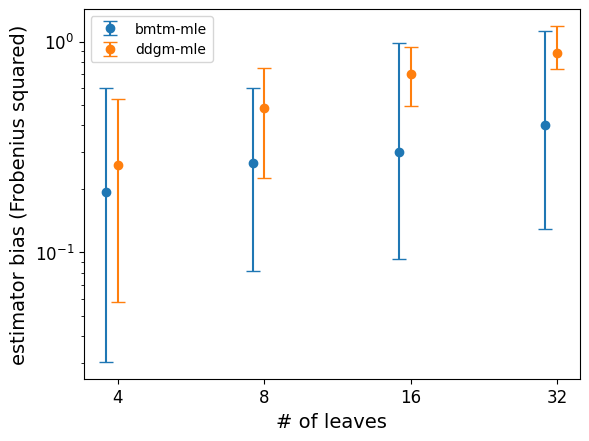 bmtm-mle
ddgm-mle
estimator bias (Frobenius squared)
10⁰
10⁻¹
4 8 16 32
# of leaves